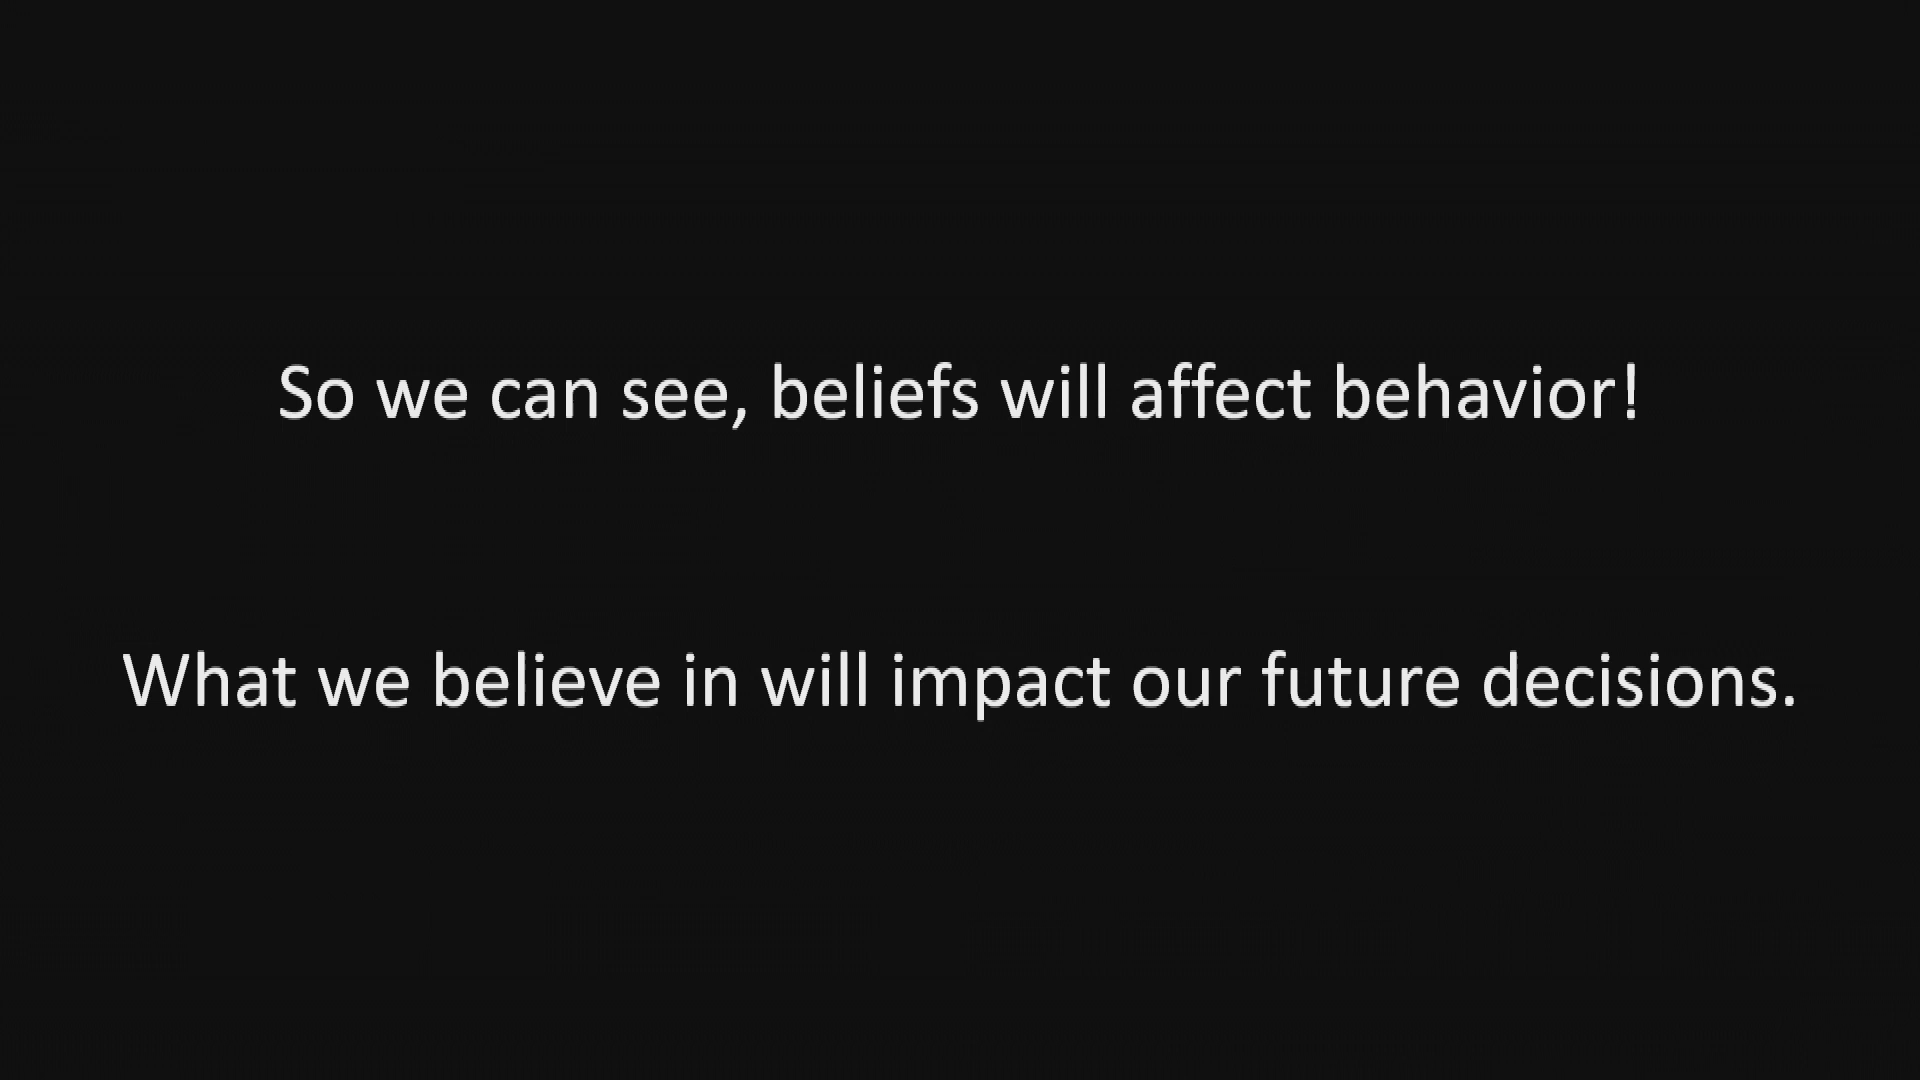 So we can see, beliefs will affect behavior!
What we believe in will impact our future decisions.